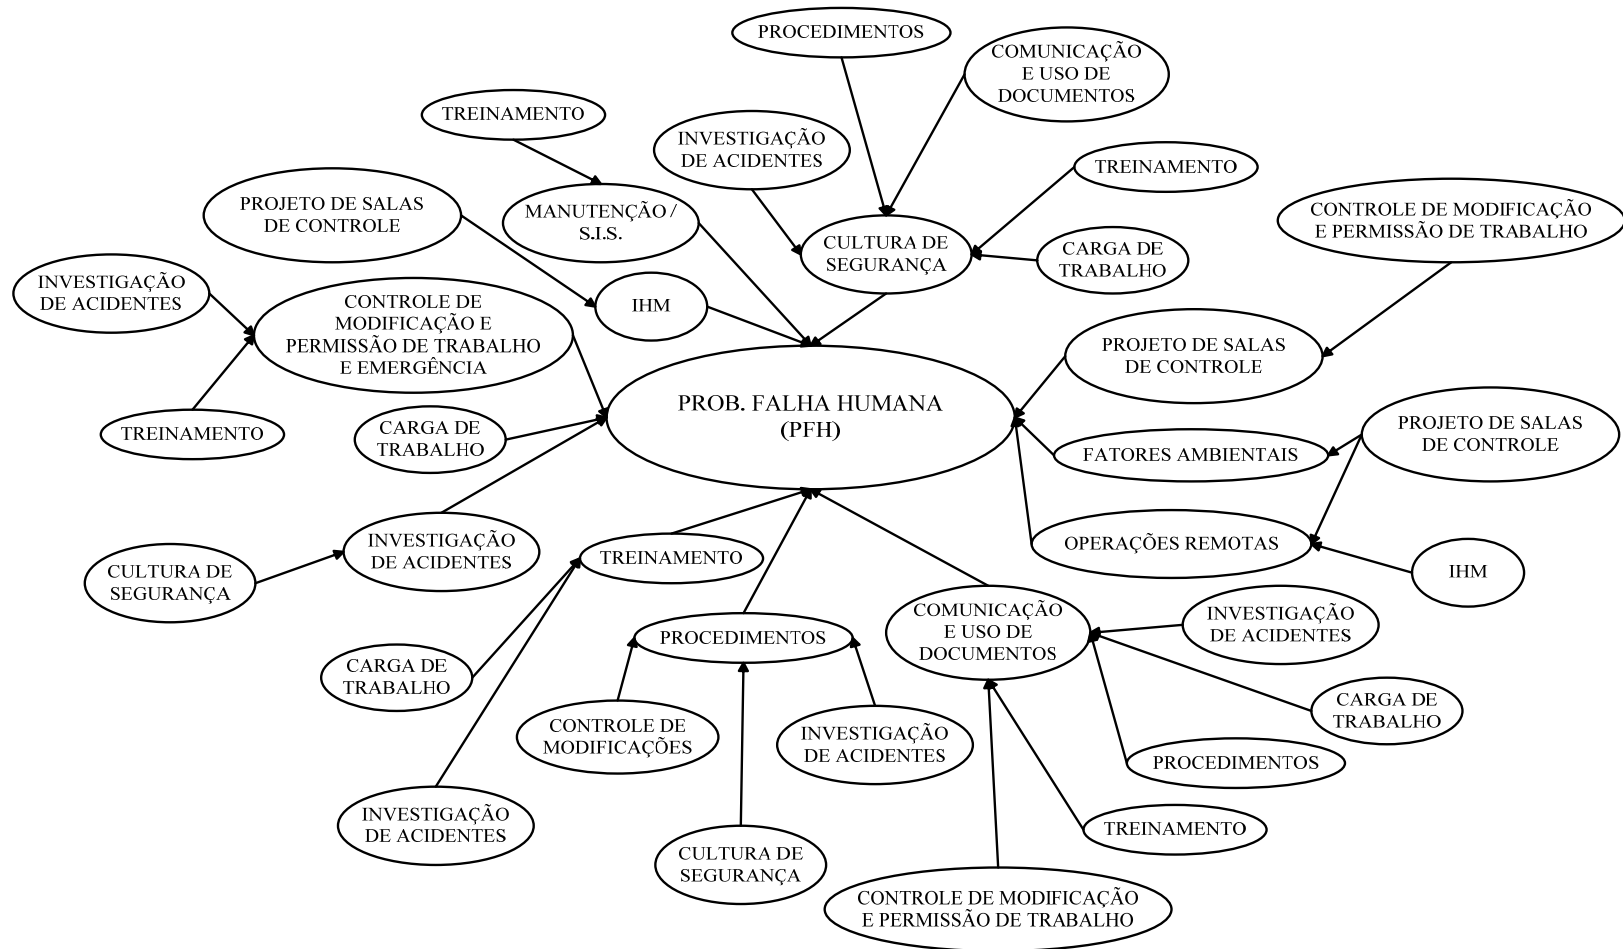 PROCEDIMENTOS
COMUNICAÇÃO
E USO DE
DOCUMENTOS
TREINAMENTO
INVESTIGAÇÃO
DE ACIDENTES
TREINAMENTO
PROJETO DE SALAS
DE CONTROLE
MANUTENÇÃO /
S.I.S.
CULTURA DE
SEGURANÇA
CARGA DE
TRABALHO
CONTROLE DE MODIFICAÇÃO
E PERMISSÃO DE TRABALHO
INVESTIGAÇÃO
DE ACIDENTES
CONTROLE DE
MODIFICAÇÃO E
PERMISSÃO DE TRABALHO
E EMERGÊNCIA
IHM
PROJETO DE SALAS
DE CONTROLE
TREINAMENTO
CARGA DE
TRABALHO
PROB. FALHA HUMANA
(PFH)
FATORES AMBIENTAIS
PROJETO DE SALAS
DE CONTROLE
CULTURA DE
SEGURANÇA
INVESTIGAÇÃO
DE ACIDENTES
TREINAMENTO
OPERAÇÕES REMOTAS
IHM
PROCEDIMENTOS
COMUNICAÇÃO
E USO DE
DOCUMENTOS
INVESTIGAÇÃO
DE ACIDENTES
CARGA DE
TRABALHO
CONTROLE DE
MODIFICAÇÕES
INVESTIGAÇÃO
DE ACIDENTES
CARGA DE
TRABALHO
PROCEDIMENTOS
INVESTIGAÇÃO
DE ACIDENTES
CULTURA DE
SEGURANÇA
TREINAMENTO
CONTROLE DE MODIFICAÇÃO
E PERMISSÃO DE TRABALHO